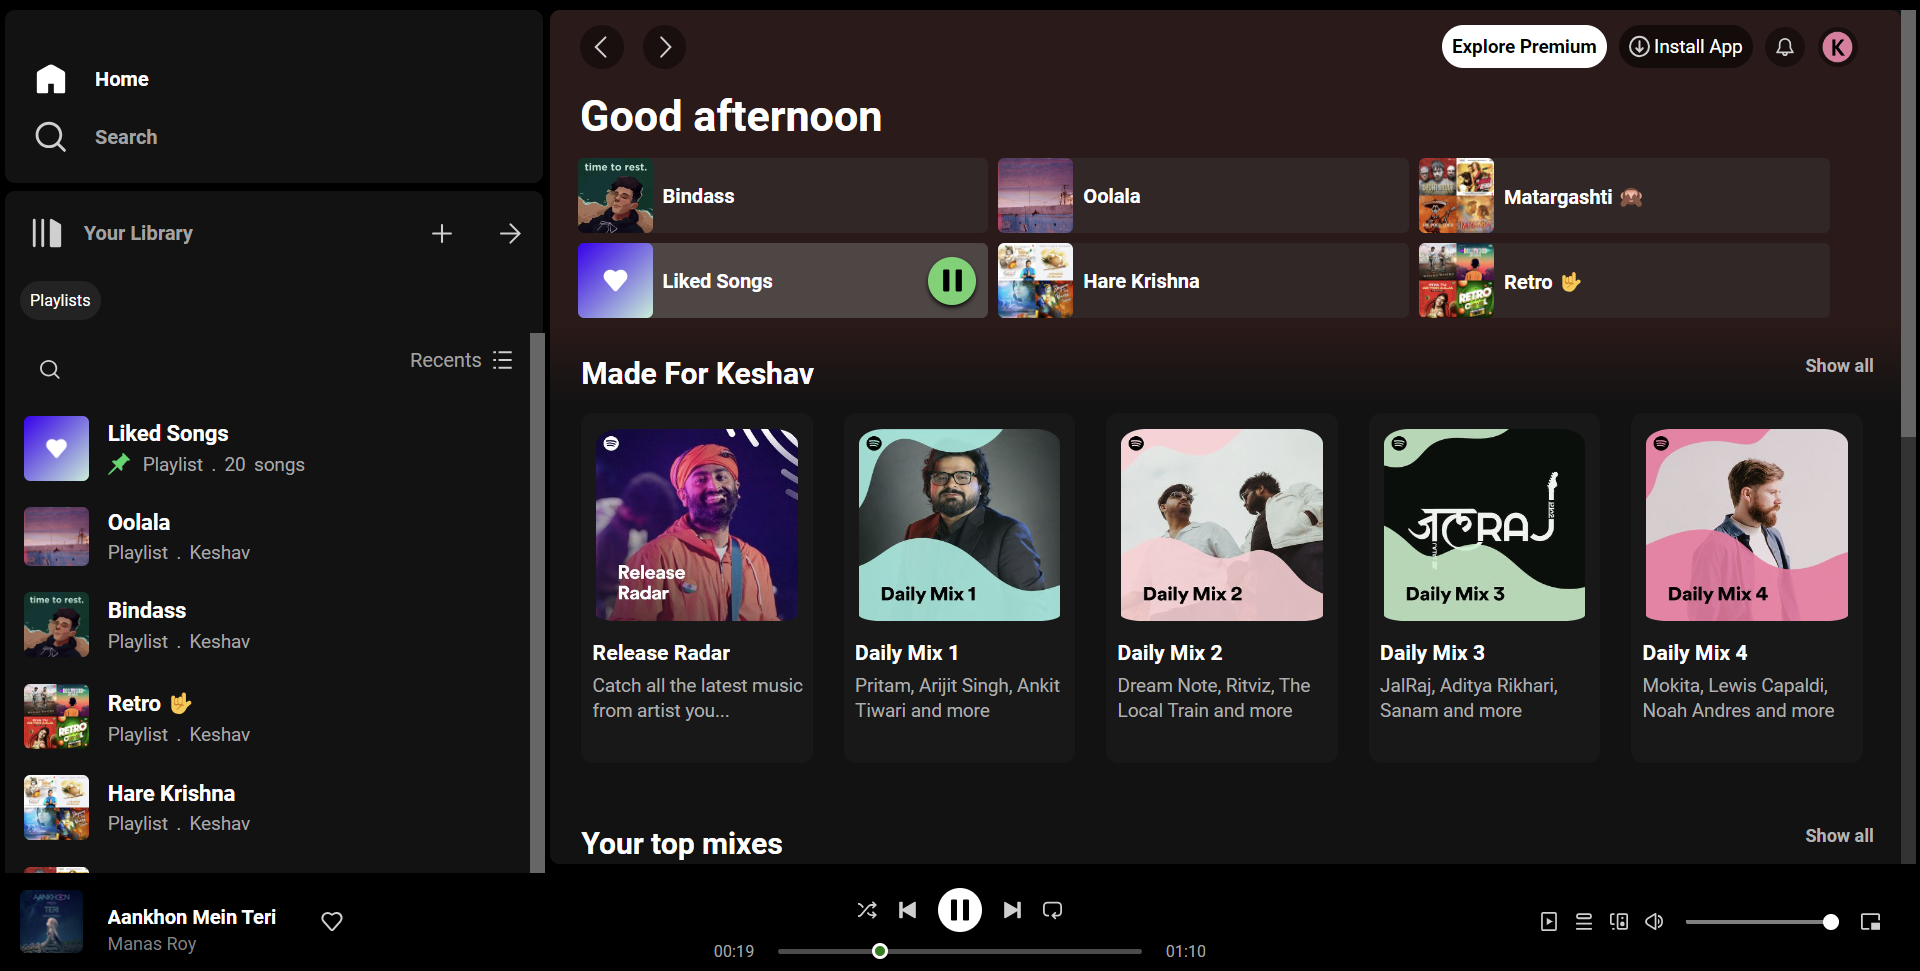 Home
Search
Your Library
Playlists
Recents
Liked Songs
Playlist . 20 songs
Oolala
Playlist . Keshav
time to rest.
Bindass
Playlist . Keshav
Retro 🤟
Playlist . Keshav
Hare Krishna
Playlist . Keshav
Explore Premium
Install App
K
Good afternoon
time to rest.
Bindass
Oolala
Matargashti 🙈
Liked Songs
Hare Krishna
Retro 🤟
RETRO
Made For Keshav
Show all
Release
Radar
Release Radar
Catch all the latest music
from artist you...
Daily Mix 1
Daily Mix 1
Pritam, Arijit Singh, Ankit
Tiwari and more
Daily Mix 2
Daily Mix 2
Dream Note, Ritviz, The
Local Train and more
जलRAJ
Daily Mix 3
Daily Mix 3
JalRaj, Aditya Rikhari,
Sanam and more
Daily Mix 4
Daily Mix 4
Mokita, Lewis Capaldi,
Noah Andres and more
Your top mixes
Show all
AANKHON
TERI
Aankhon Mein Teri
Manas Roy
00:19
01:10